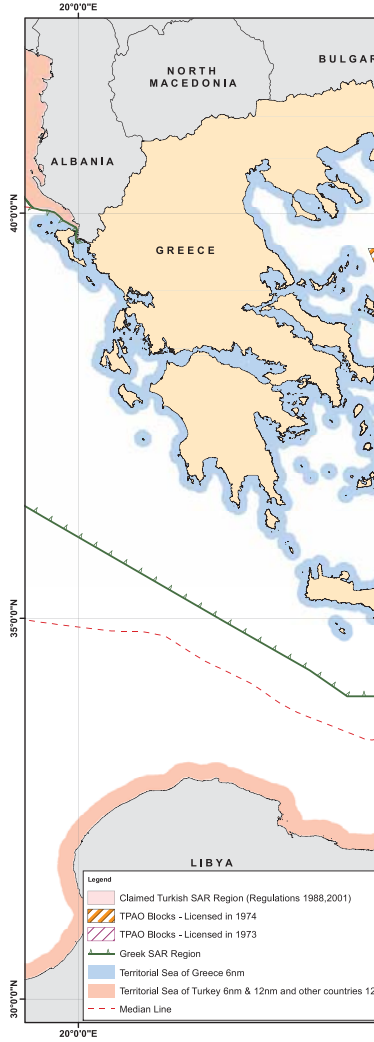 20°0'0"E
NORTH
MACEDONIA
BULGAR
ALBANIA
40°0'0"N
GREECE
35°0'0"N
LIBYA
Legend
Claimed Turkish SAR Region (Regulations 1988,2001)
TPAO Blocks - Licensed in 1974
TPAO Blocks - Licensed in 1973
Greek SAR Region
Territorial Sea of Greece 6nm
Territorial Sea of Turkey 6nm & 12nm and other countries 12
Median Line
30°0'0"N
20°0'0"E